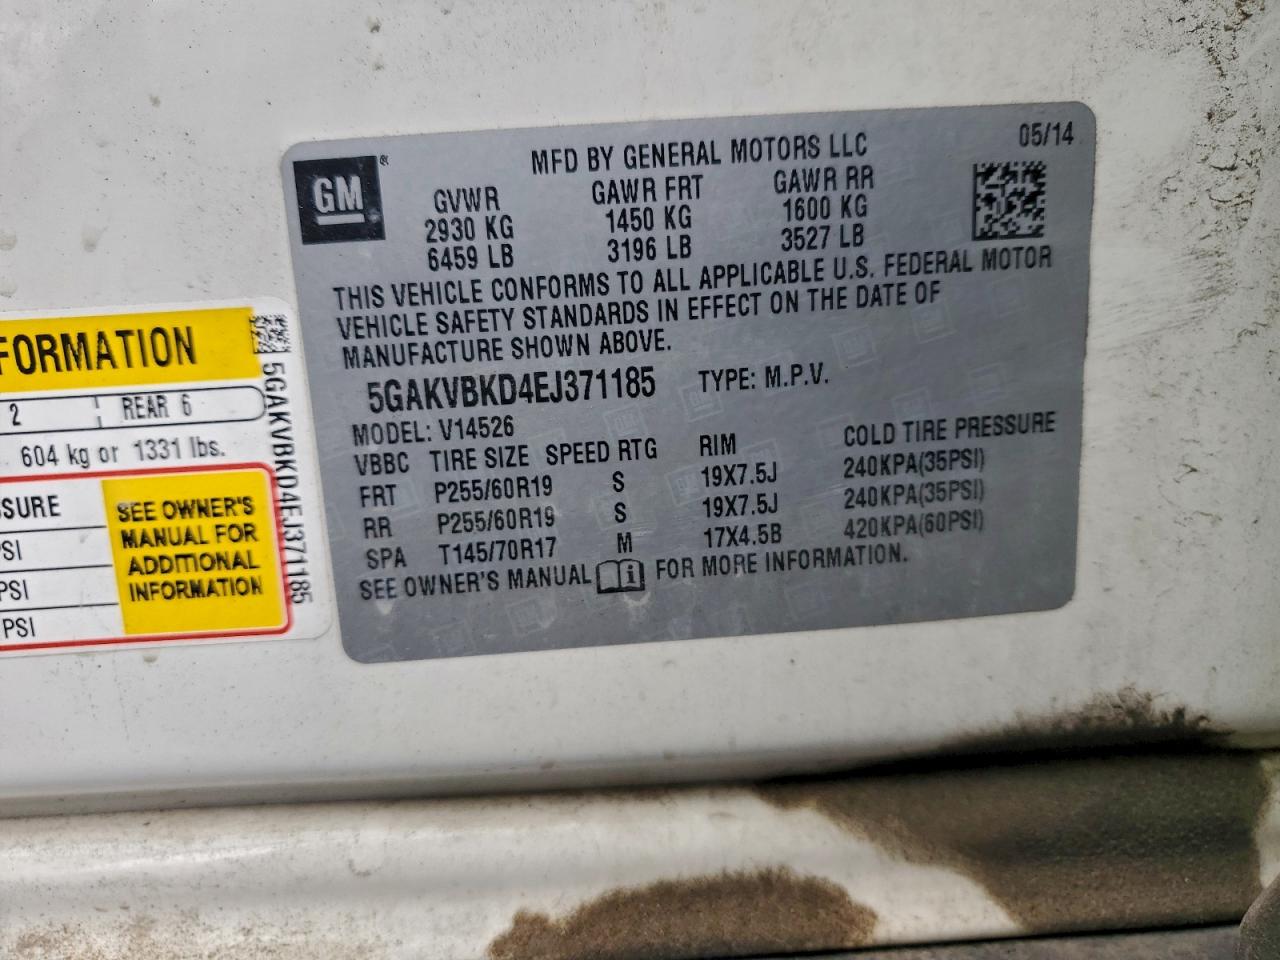 GM®
MFD BY GENERAL MOTORS LLC
05/14
GVWR GAWR FRT GAWR RR
2930 KG 1450 KG 1600 KG
6459 LB 3196 LB 3527 LB
THIS VEHICLE CONFORMS TO ALL APPLICABLE U.S. FEDERAL MOTOR
VEHICLE SAFETY STANDARDS IN EFFECT ON THE DATE OF
MANUFACTURE SHOWN ABOVE.
5GAKVBKD4EJ371185 TYPE: M.P.V.
MODEL: V14526
VBBC TIRE SIZE SPEED RTG RIM COLD TIRE PRESSURE
FRT P255/60R19 S 19X7.5J 240KPA(35PSI)
RR P255/60R19 S 19X7.5J 240KPA(35PSI)
SPA T145/70R17 M 17X4.5B 420KPA(60PSI)
SEE OWNER'S MANUAL FOR MORE INFORMATION.
FORMATION
2 REAR 6
604 kg or 1331 lbs.
SSURE
PSI
PSI
PSI
SEE OWNER'S
MANUAL FOR
ADDITIONAL
INFORMATION
5GAKVBKD4EJ371185